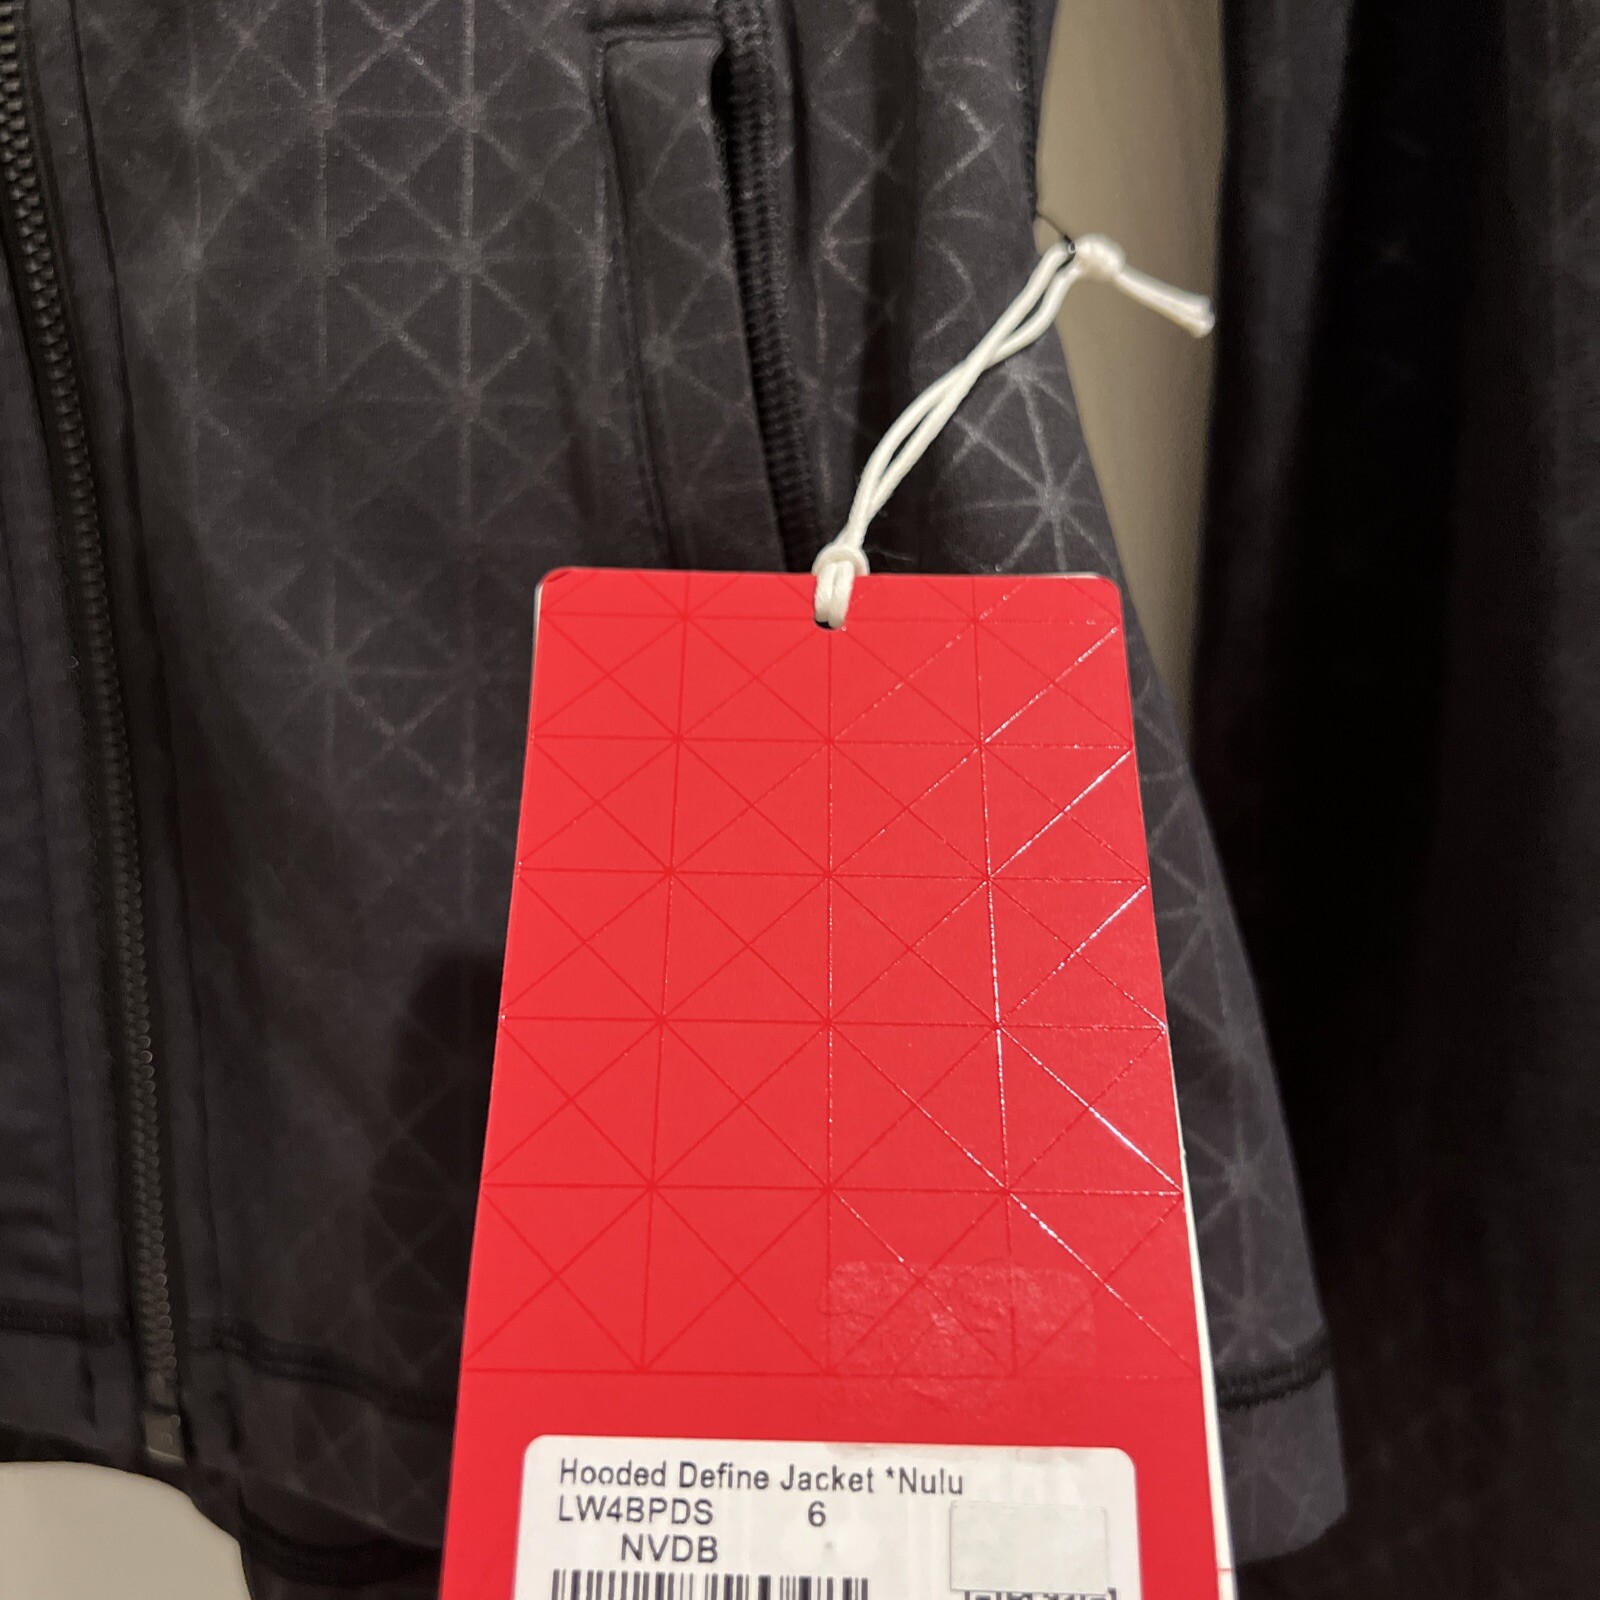 Hooded Define Jacket *Nulu
LW4BPDS 6
NVDB